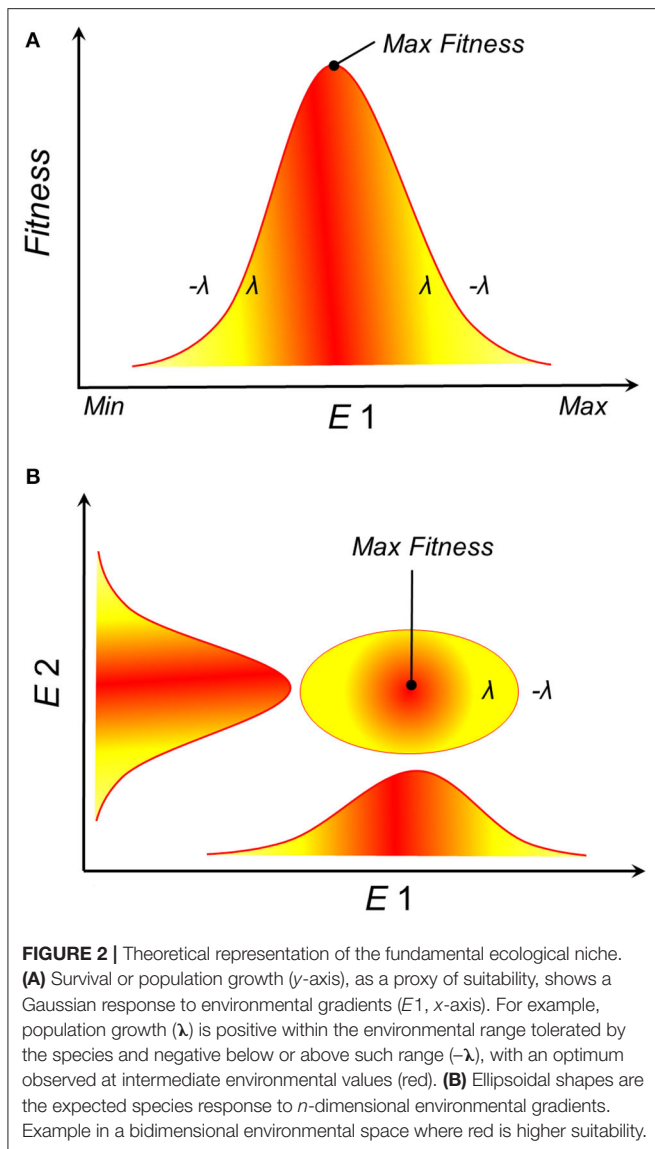 A
Max Fitness
Fitness
-λ λ λ -λ
Min E 1 Max
B
Max Fitness
E 2
λ -λ
E 1
FIGURE 2 | Theoretical representation of the fundamental ecological niche.
(A) Survival or population growth (y-axis), as a proxy of suitability, shows a
Gaussian response to environmental gradients (E1, x-axis). For example,
population growth (λ) is positive within the environmental range tolerated by
the species and negative below or above such range (–λ), with an optimum
observed at intermediate environmental values (red). (B) Ellipsoidal shapes are
the expected species response to n-dimensional environmental gradients.
Example in a bidimensional environmental space where red is higher suitability.